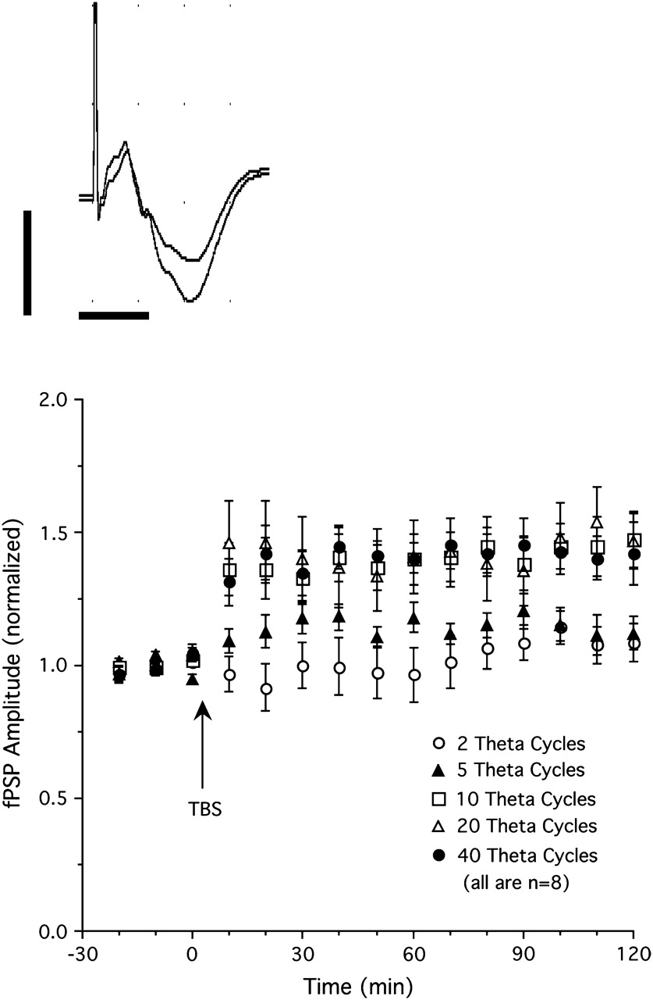 2.0
1.5
1.0
0.5
0.0
fPSP Amplitude (normalized)
TBS
2 Theta Cycles
5 Theta Cycles
10 Theta Cycles
20 Theta Cycles
40 Theta Cycles
(all are n=8)
-30 0 30 60 90 120
Time (min)